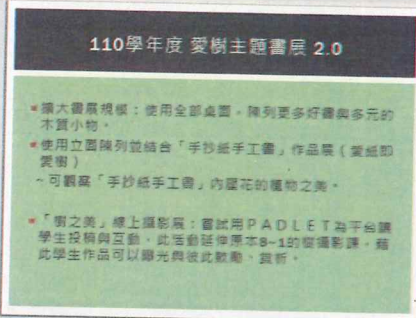 110學年度 愛樹主題書展 2.0
▪擴大書展規模：使用全部桌面，陳列更多好書與多元的
木質小物。
▪使用立面陳列並結合「手抄紙手工書」作品展（愛紙即
愛樹）
~可觀高「手抄紙手工書」內壓花的植物之美。
▪「樹之美」線上攝影展：嘗試用PADLET為平台讓
學生投稿與互動，此活動延伸原本8-1的樹攝影課，藉
此學生作品可以曝光與彼此鼓勵、賞析。